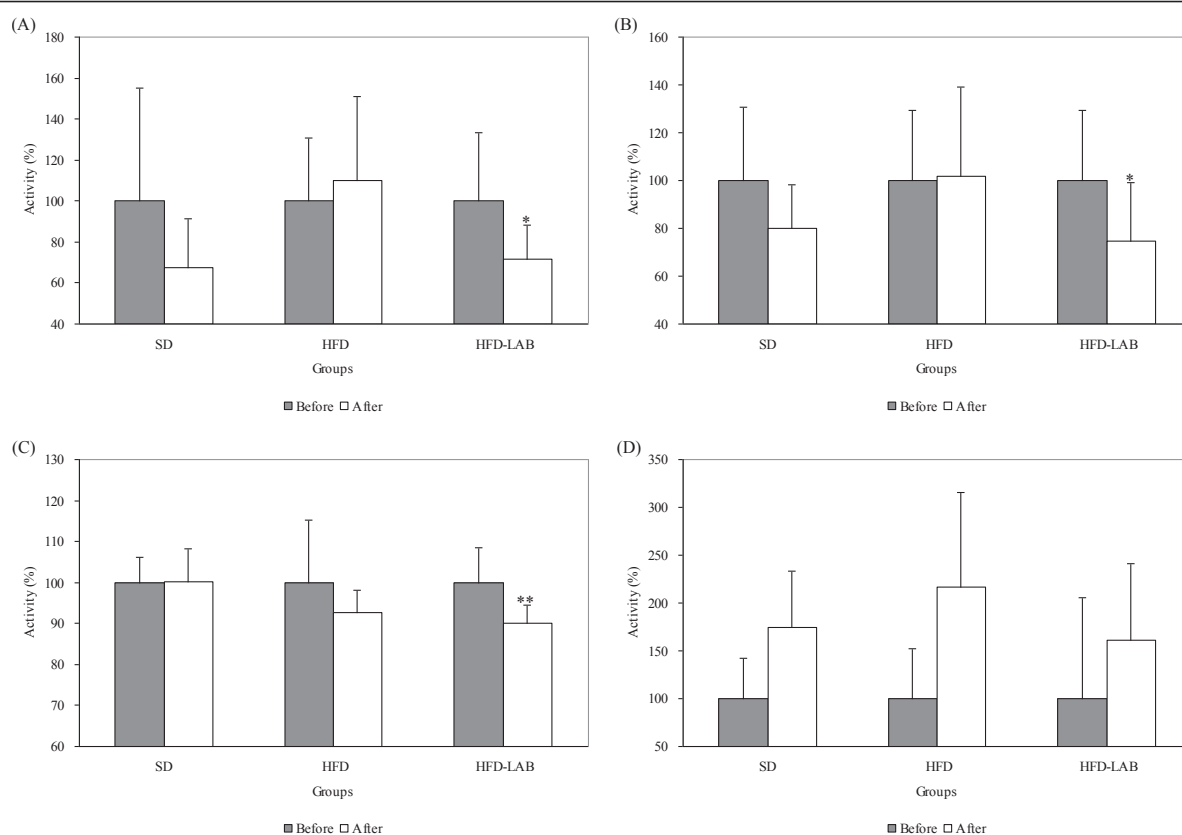 (A)
180
160
140
120
100
80
60
40
Activity (%)
*
SD HFD HFD-LAB
Groups
Before After
(B)
160
140
120
100
80
60
40
Activity (%)
*
SD HFD HFD-LAB
Groups
Before After
(C)
130
120
110
100
90
80
70
60
Activity (%)
**
SD HFD HFD-LAB
Groups
Before After
(D)
350
300
250
200
150
100
50
Activity (%)
SD HFD HFD-LAB
Groups
Before After